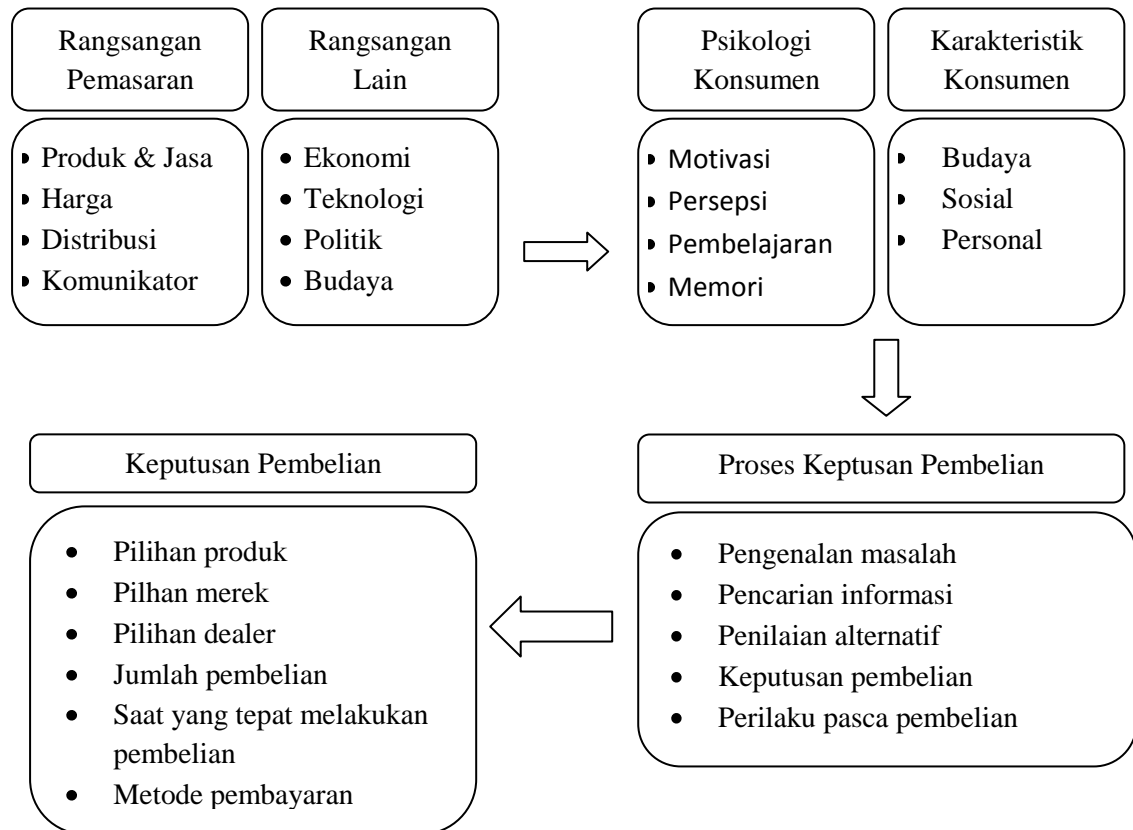 Rangsangan
Pemasaran
Rangsangan
Lain
Psikologi
Konsumen
Karakteristik
Konsumen
• Produk & Jasa
• Harga
• Distribusi
• Komunikator
• Ekonomi
• Teknologi
• Politik
• Budaya
• Motivasi
• Persepsi
• Pembelajaran
• Memori
• Budaya
• Sosial
• Personal
Keputusan Pembelian
• Pilihan produk
• Pilhan merek
• Pilihan dealer
• Jumlah pembelian
• Saat yang tepat melakukan
pembelian
• Metode pembayaran
Proses Keptusan Pembelian
• Pengenalan masalah
• Pencarian informasi
• Penilaian alternatif
• Keputusan pembelian
• Perilaku pasca pembelian